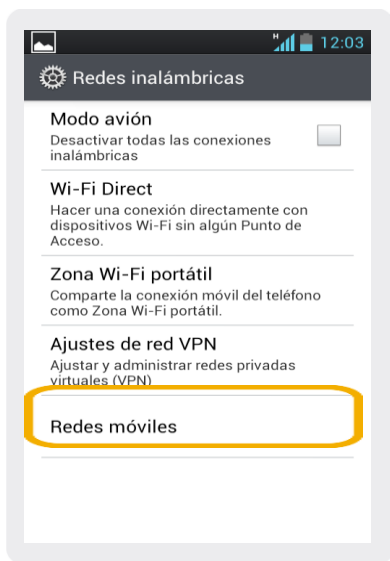 H 12:03
Redes inalámbricas
Modo avión
Desactivar todas las conexiones
inalámbricas
Wi-Fi Direct
Hacer una conexión directamente con
dispositivos Wi-Fi sin algún Punto de
Acceso.
Zona Wi-Fi portátil
Comparte la conexión móvil del teléfono
como Zona Wi-Fi portátil.
Ajustes de red VPN
Ajustar y administrar redes privadas
virtuales (VPN)
Redes móviles